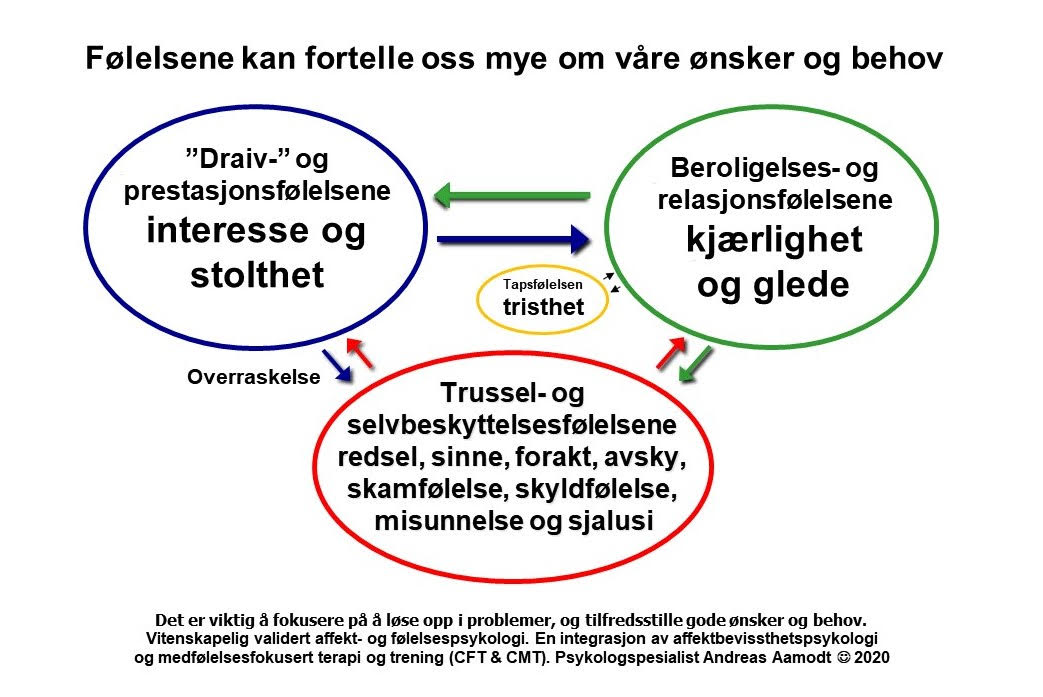 Følelsene kan fortelle oss mye om våre ønsker og behov
”Draiv-” og
prestasjonsfølelsene
interesse og
stolthet
Beroligelses- og
relasjonsfølelsene
kjærlighet
og glede
Tapsfølelsen
tristhet
Overraskelse
Trussel- og
selvbeskyttelsesfølelsene
redsel, sinne, forakt, avsky,
skamfølelse, skyldfølelse,
misunnelse og sjalusi
Det er viktig å fokusere på å løse opp i problemer, og tilfredsstille gode ønsker og behov.
Vitenskapelig validert affekt- og følelsespsykologi. En integrasjon av affektbevissthetspsykologi
og medfølelsesfokusert terapi og trening (CFT & CMT). Psykologspesialist Andreas Aamodt ☺ 2020